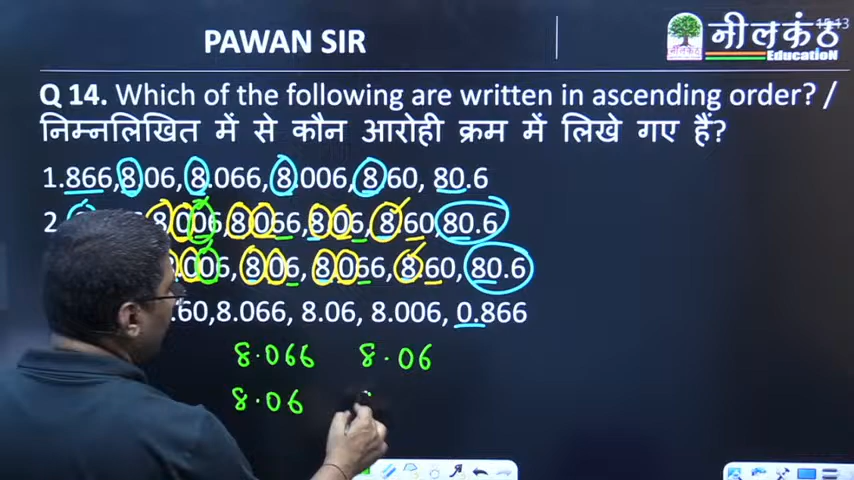 PAWAN SIR
15:13
नीलकंठ
EducatioN
Q 14. Which of the following are written in ascending order? /
निम्नलिखित में से कौन आरोही क्रम में लिखे गए हैं?
1.866, 8.06, 8.066, 8.006, 8.60, 80.6
2. 8.006, 8.066, 8.06, 8.60, 80.6
8.06, 8.066, 8.60, 80.6
.60, 8.066, 8.06, 8.006, 0.866
8.066 8.06
8.06